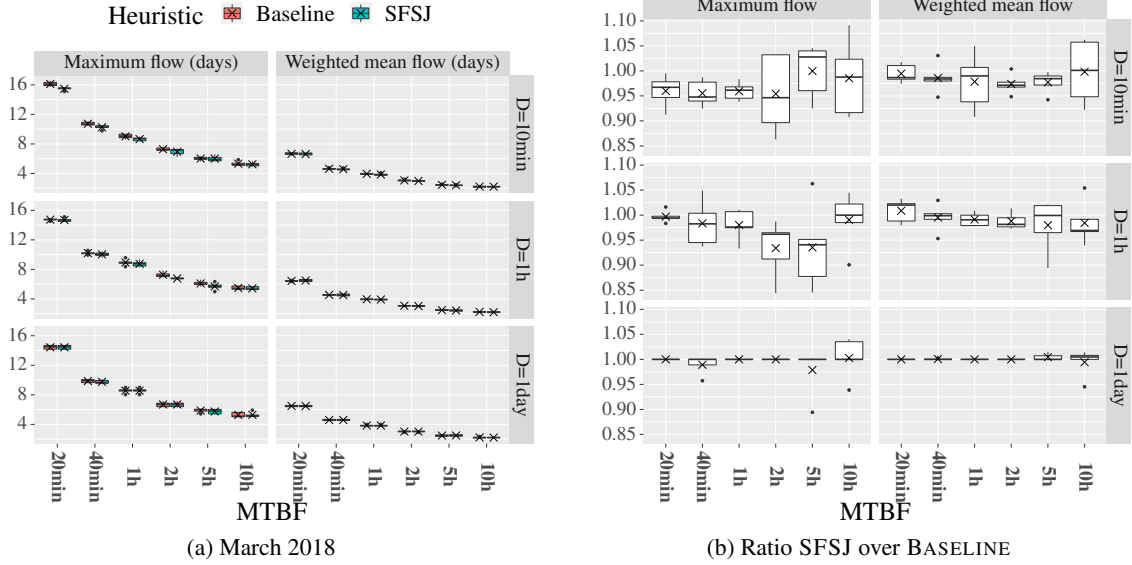 Heuristic Baseline SFSJ
Maximum flow (days) Weighted mean flow (days)
16
12
8
4
D=10min
16
12
8
4
D=1h
16
12
8
4
D=1day
20min 40min 1h 2h 5h 10h 20min 40min 1h 2h 5h 10h
MTBF
(a) March 2018
Maximum flow Weighted mean flow
1.10
1.05
1.00
0.95
0.90
0.85
D=10min
1.10
1.05
1.00
0.95
0.90
0.85
D=1h
1.10
1.05
1.00
0.95
0.90
0.85
D=1day
20min 40min 1h 2h 5h 10h 20min 40min 1h 2h 5h 10h
MTBF
(b) Ratio SFSJ over BASELINE